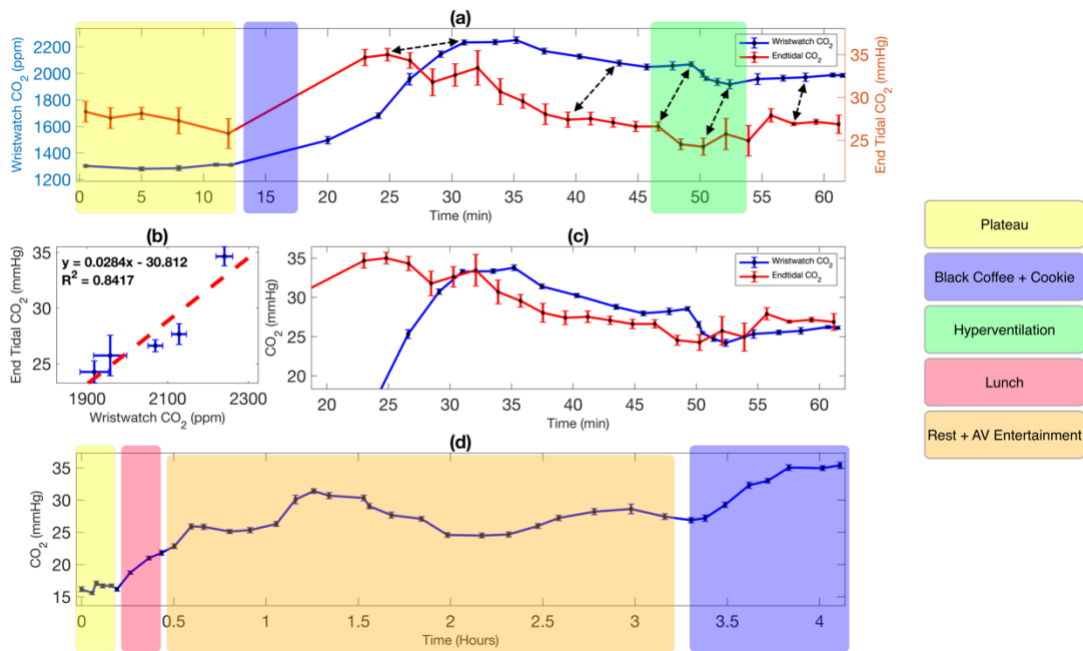 (a)
Wristwatch CO2 (ppm)
2200
2000
1800
1600
1400
1200
0 5 10 15 20 25 30 35 40 45 50 55 60
Time (min)
Wristwatch CO2
Endtidal CO2
35
30
25
End Tidal CO2 (mmHg)
(b)
End Tidal CO2 (mmHg)
35
30
25
y = 0.0284x - 30.812
R2 = 0.8417
1900 2100 2300
Wristwatch CO2 (ppm)
(c)
CO2 (mmHg)
35
30
25
20
Wristwatch CO2
Endtidal CO2
20 25 30 35 40 45 50 55 60
Time (min)
Plateau
Black Coffee + Cookie
Hyperventilation
Lunch
Rest + AV Entertainment
(d)
CO2 (mmHg)
35
30
25
20
15
0 0.5 1 1.5 2 2.5 3 3.5 4
Time (Hours)